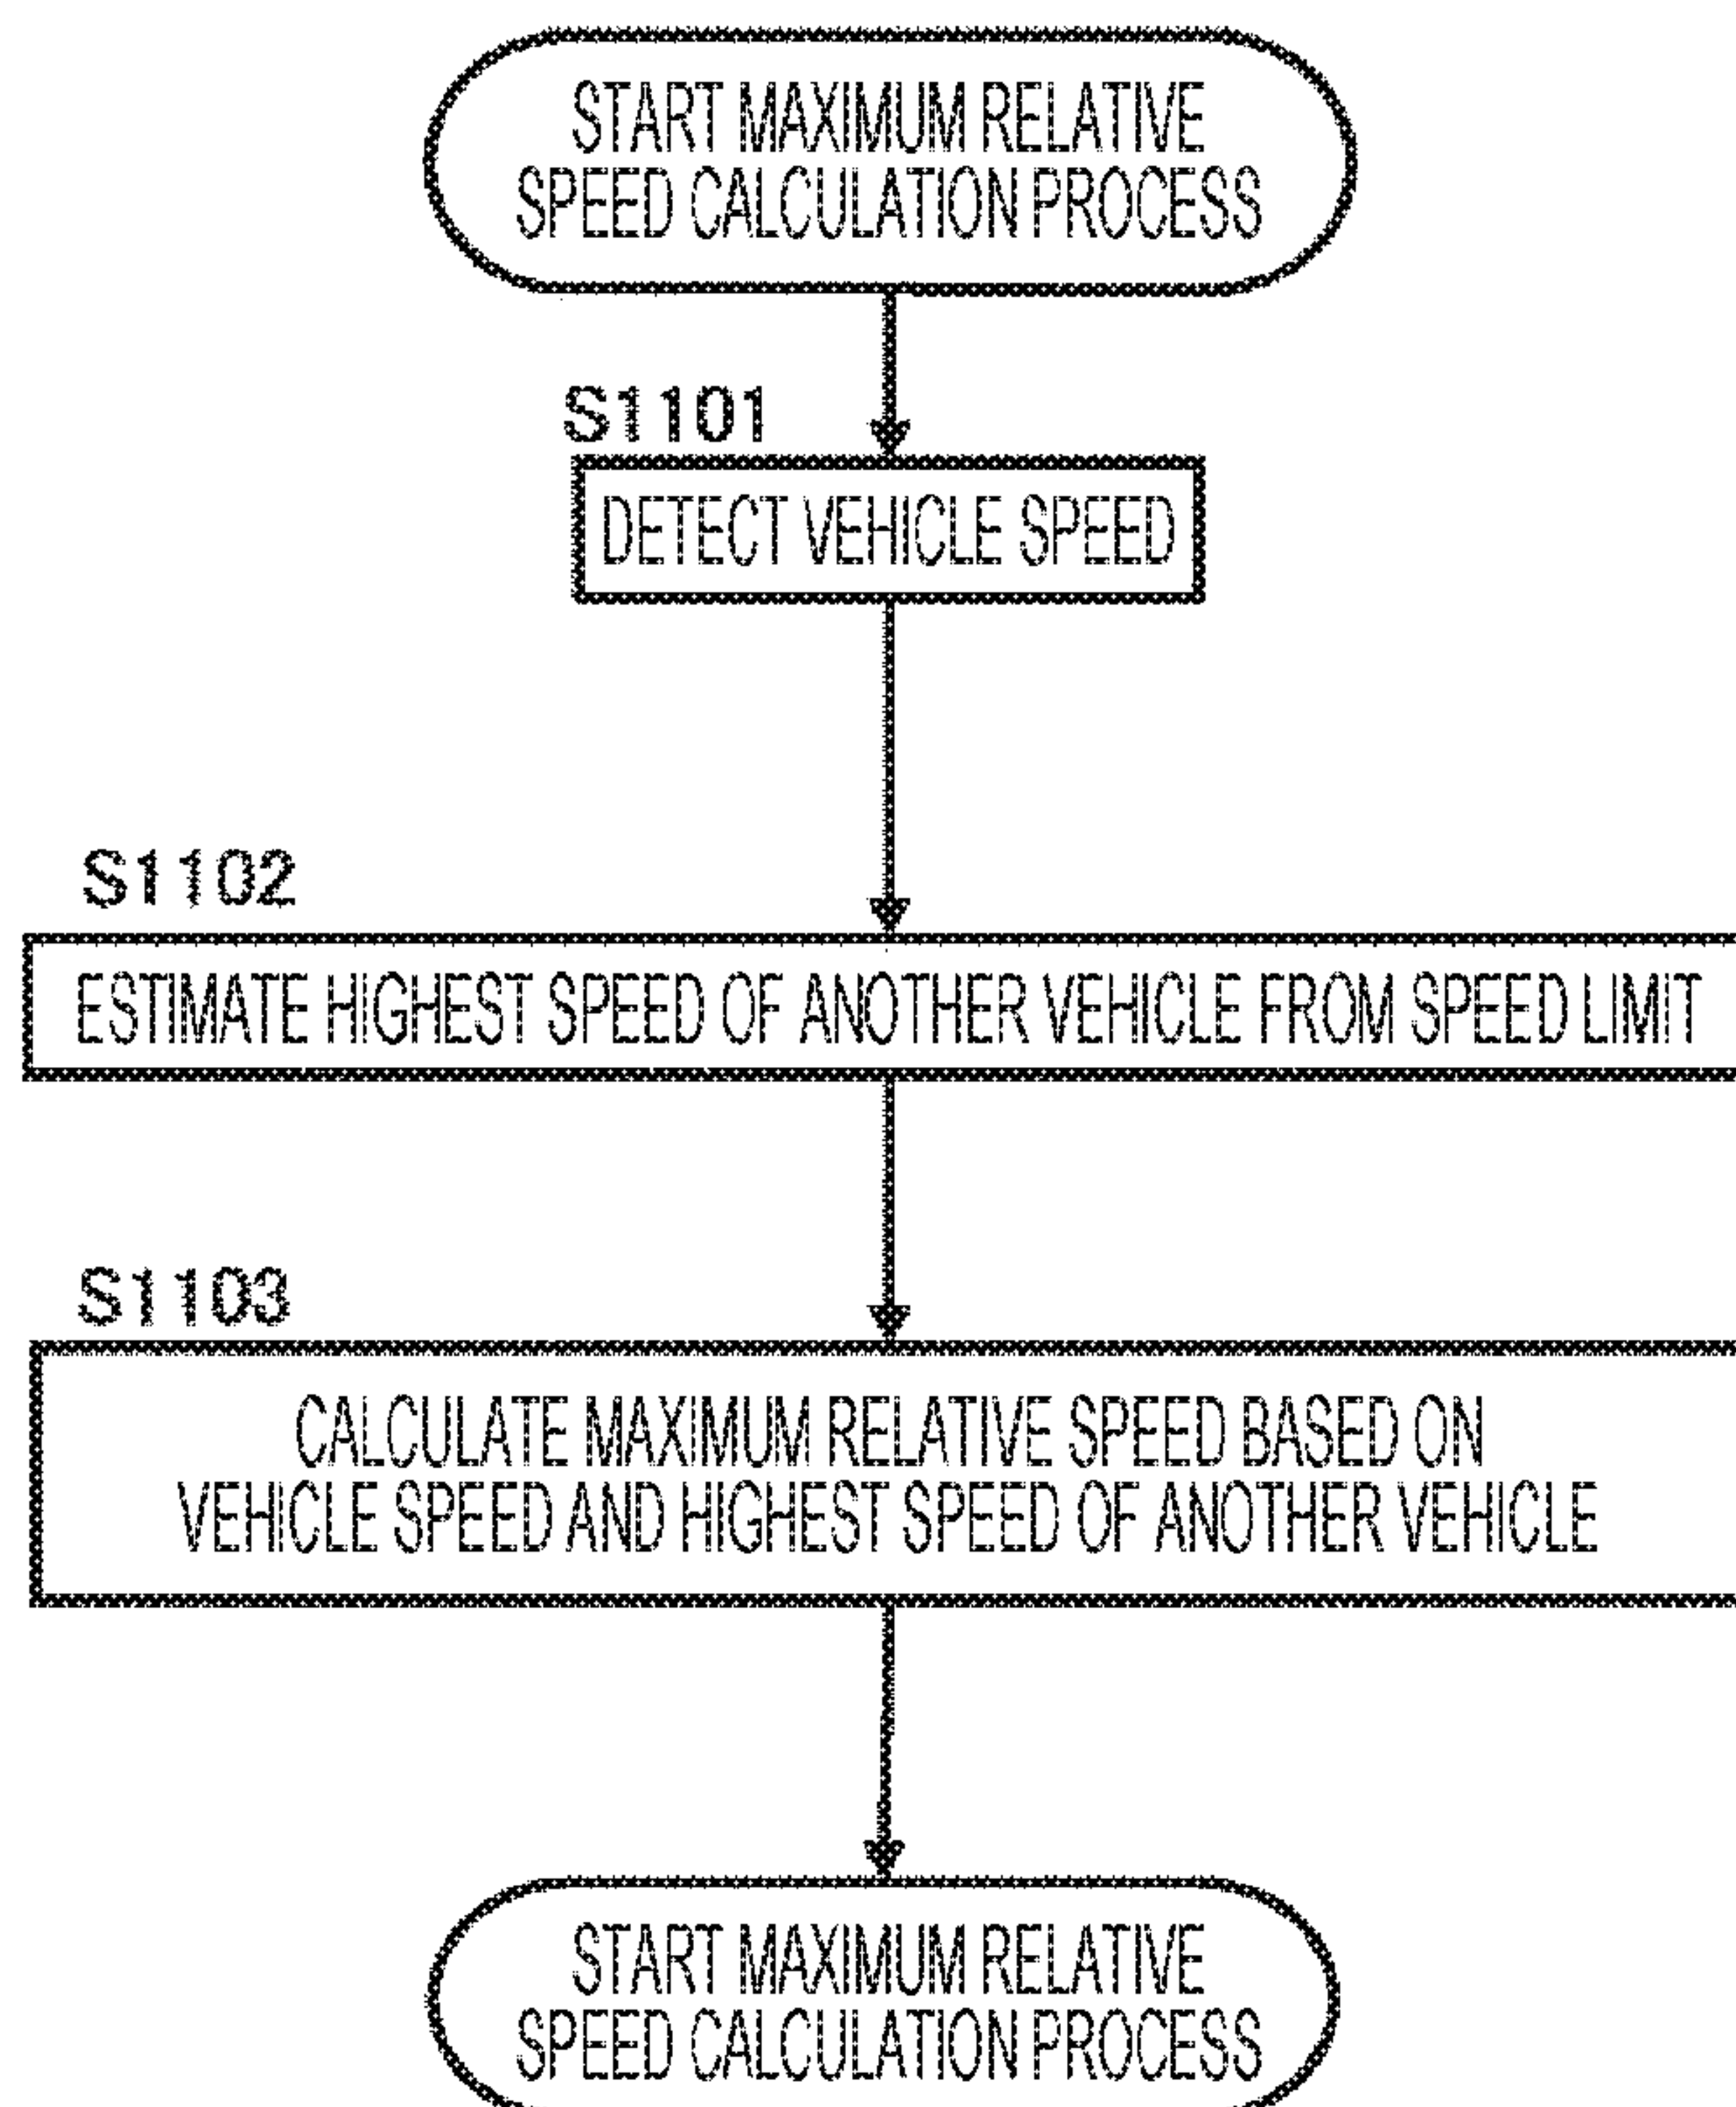 START MAXIMUM RELATIVE
SPEED CALCULATION PROCESS
S1101
DETECT VEHICLE SPEED
S1102
ESTIMATE HIGHEST SPEED OF ANOTHER VEHICLE FROM SPEED LIMIT
S1103
CALCULATE MAXIMUM RELATIVE SPEED BASED ON
VEHICLE SPEED AND HIGHEST SPEED OF ANOTHER VEHICLE
START MAXIMUM RELATIVE
SPEED CALCULATION PROCESS